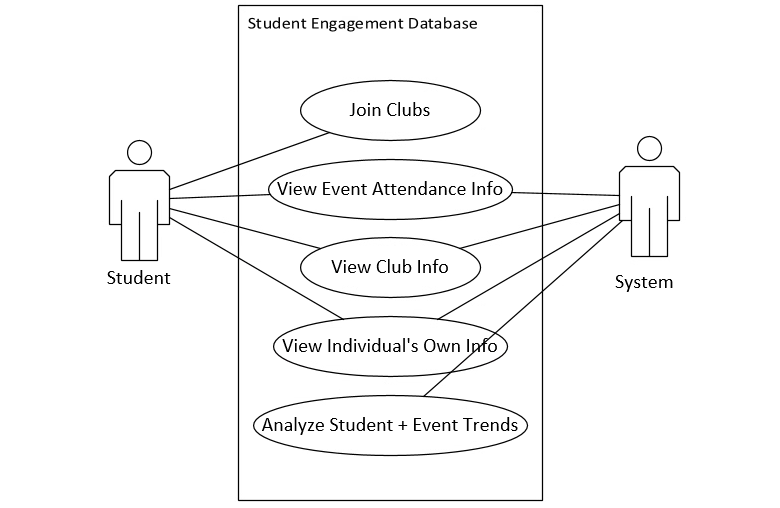 Student Engagement Database
Join Clubs
View Event Attendance Info
View Club Info
Student
System
View Individual's Own Info
Analyze Student + Event Trends